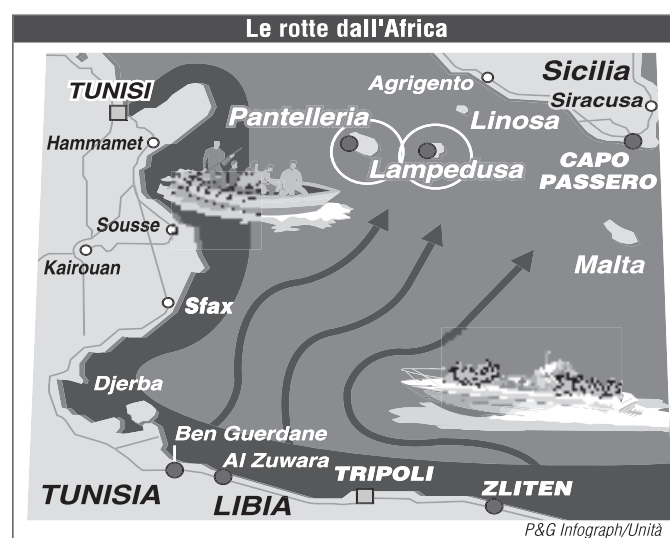 Le rotte dall'Africa
TUNISI
Hammamet
Sousse
Kairouan
Sfax
Djerba
Ben Guerdane
Al Zuwara
TUNISIA
LIBIA
TRIPOLI
ZLITEN
Pantelleria
Lampedusa
Linosa
Agrigento
Sicilia
Siracusa
CAPO
PASSERO
Malta
P&G Infograph/Unità